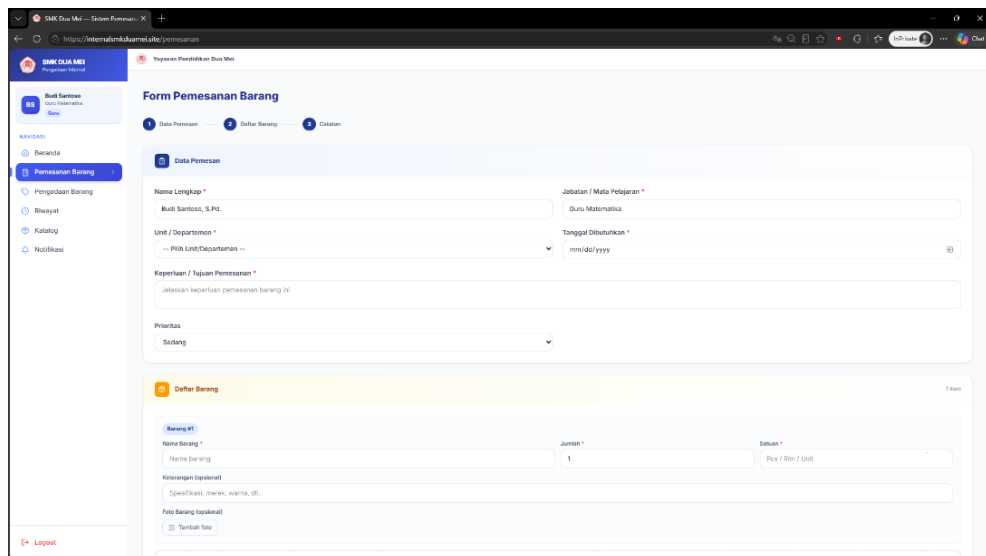 SMK Dua Mei — Sistem Pemesan
https://internalsmkduamei.site/pemesanan
InPrivate
Chat
SMK DUA MEI
Pengadaan Internal
Yayasan Pendidikan Dua Mei
BS
Budi Santoso
Guru Matematika
Guru
NAVIGASI
Beranda
Pemesanan Barang
Pengadaan Barang
Riwayat
Katalog
Notifikasi
Logout
Form Pemesanan Barang
1 Data Pemesan 2 Daftar Barang 3 Catatan
Data Pemesan
Nama Lengkap * Jabatan / Mata Pelajaran *
Budi Santoso, S.Pd. Guru Matematika
Unit / Departemen * Tanggal Dibutuhkan *
-- Pilih Unit/Departemen -- mm/dd/yyyy
Keperluan / Tujuan Pemesanan *
Jelaskan keperluan pemesanan barang ini
Prioritas
Sedang
Daftar Barang 1 item
Barang #1
Nama Barang * Jumlah * Satuan *
Nama barang 1 Pcs / Rim / Unit
Keterangan (opsional)
Spesifikasi, merek, warna, dll.
Foto Barang (opsional)
Tambah foto